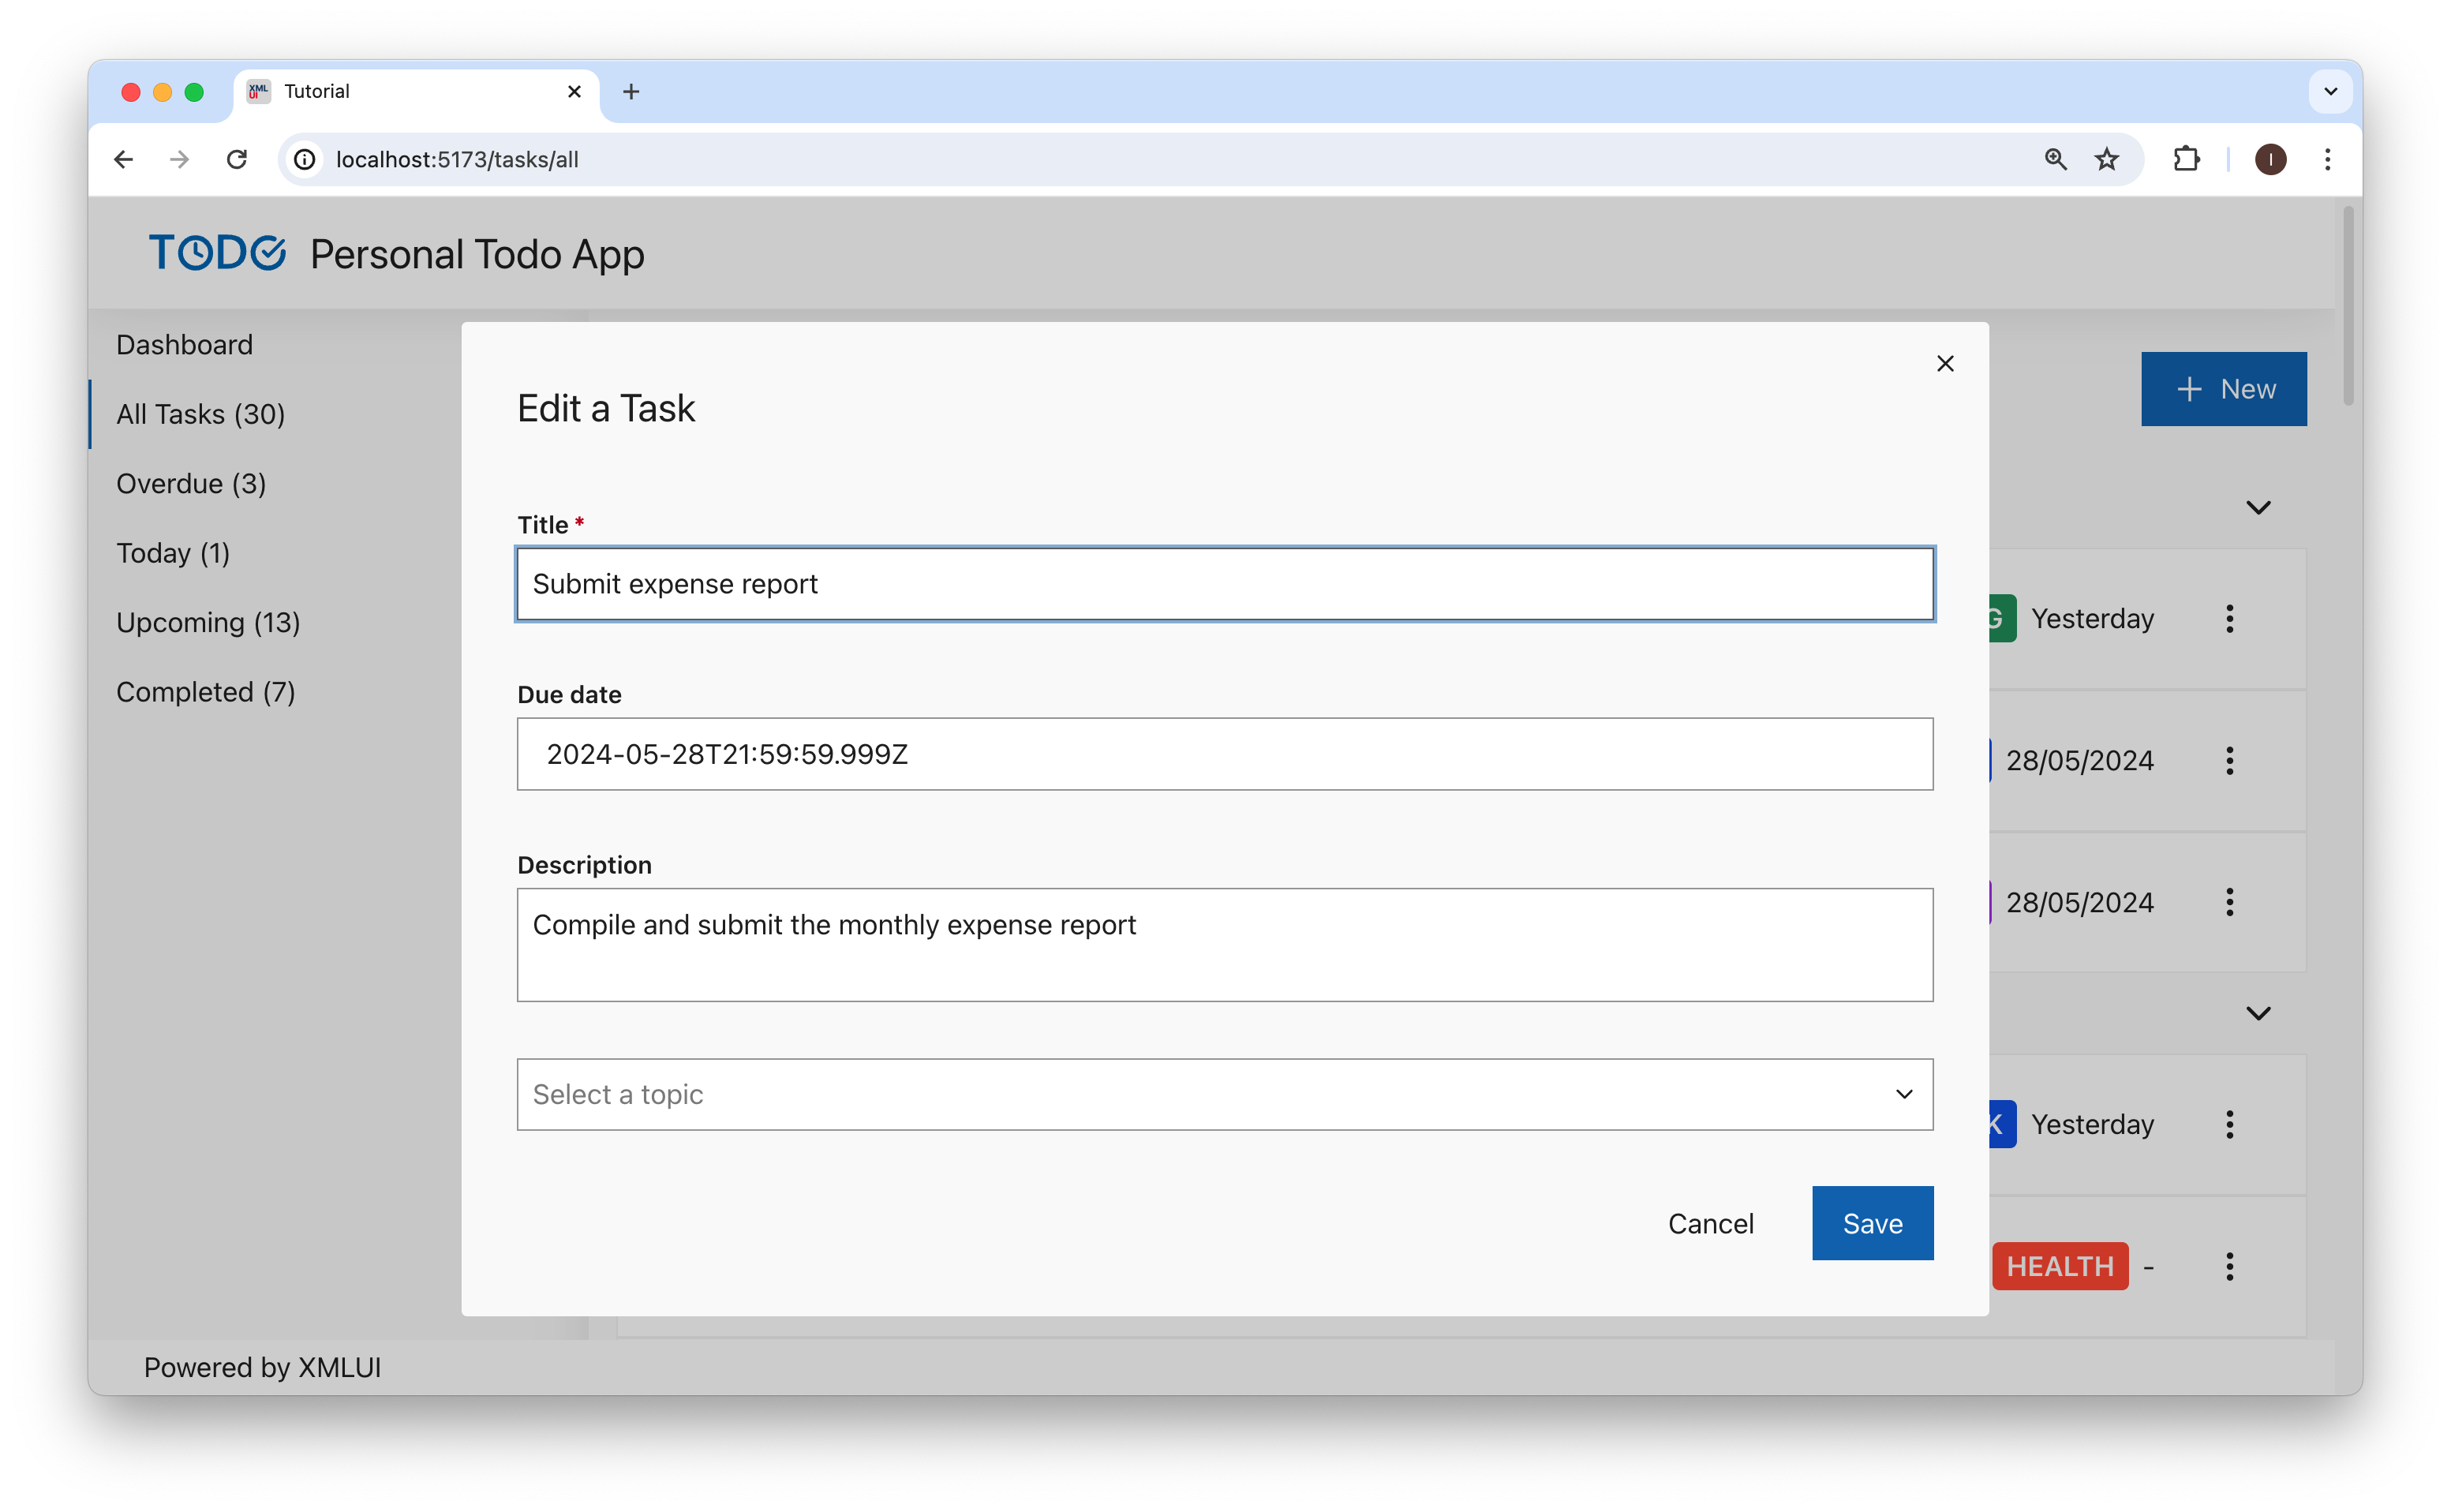 XML
UI
Tutorial
localhost:5173/tasks/all
I
TODO Personal Todo App
Dashboard
All Tasks (30)
Overdue (3)
Today (1)
Upcoming (13)
Completed (7)
New
Edit a Task
Title *
Submit expense report
Due date
2024-05-28T21:59:59.999Z
Description
Compile and submit the monthly expense report
Select a topic
Cancel
Save
G Yesterday
28/05/2024
28/05/2024
K Yesterday
HEALTH -
Powered by XMLUI